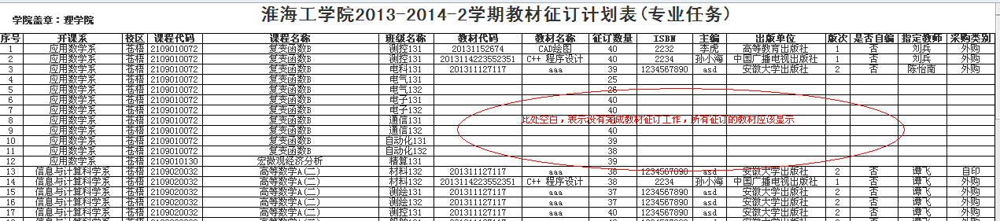 淮海工学院2013-2014-2学期教材征订计划表(专业任务)
学院盖章：理学院
序号 开课系 校区 课程代码 课程名称 班级名称 教材代码 教材名称 征订数量 ISBN 主编 出版单位 版次 是否自编 指定教师 采购类别
1 应用数学系 苍梧 2109010072 复变函数B 测控131 20131152674 CAD绘图 40 2232 李虎 高等教育出版社 1 否 刘兵 外购
2 应用数学系 苍梧 2109010072 复变函数B 测控131 2013114223552351 C++ 程序设计 40 2234 孙小海 中国广播电视出版社 1 否 刘兵 外购
3 应用数学系 苍梧 2109010072 复变函数B 电科131 201311127117 aaa 39 1234567890 asd 安徽大学出版社 2 否 陈怡南 外购
4 应用数学系 苍梧 2109010072 复变函数B 电气131 25
5 应用数学系 苍梧 2109010072 复变函数B 电气132 26
6 应用数学系 苍梧 2109010072 复变函数B 电子131 40
7 应用数学系 苍梧 2109010072 复变函数B 电子132 40
8 应用数学系 苍梧 2109010072 复变函数B 通信131
此处空白，表示没有完成教材征订工作，所有征订的教材应该显示
9 应用数学系 苍梧 2109010072 复变函数B 通信132 40
10 应用数学系 苍梧 2109010072 复变函数B 自动化131 39
11 应用数学系 苍梧 2109010072 复变函数B 自动化132 38
12 应用数学系 苍梧 2109010130 宏微观经济分析 精算131 39
13 信息与计算科学系 苍梧 2109020032 高等数学A(二) 材料132 201311127117 aaa 38 1234567890 asd 安徽大学出版社 2 否 谭飞 自印
14 信息与计算科学系 苍梧 2109020032 高等数学A(二) 材料132 2013114223552351 C++ 程序设计 38 2234 孙小海 中国广播电视出版社 1 否 谭飞 外购
15 信息与计算科学系 苍梧 2109020032 高等数学A(二) 测绘131 201311127117 aaa 37 1234567890 asd 安徽大学出版社 2 否 谭飞 外购
16 信息与计算科学系 苍梧 2109020032 高等数学A(二) 测绘132 201311127117 aaa 37 1234567890 asd 安徽大学出版社 2 否 谭飞 外购
17 信息与计算科学系 苍梧 2109020032 高等数学A(二) 测控131 201311127117 aaa 40 1234567890 asd 安徽大学出版社 2 否 谭飞 外购